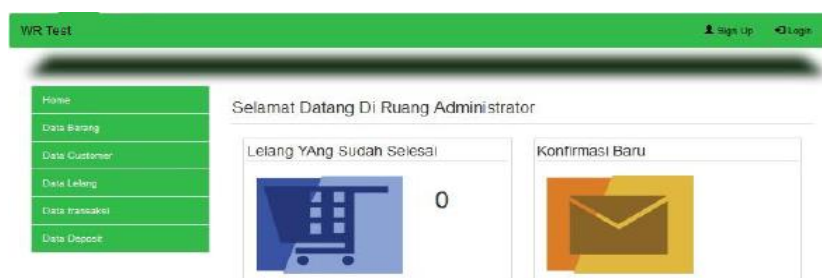 WR Test
Sign Up
Login
Home
Data Barang
Data Customer
Data Lelang
Data transaksi
Data Deposit
Selamat Datang Di Ruang Administrator
Lelang YAng Sudah Selesai
0
Konfirmasi Baru